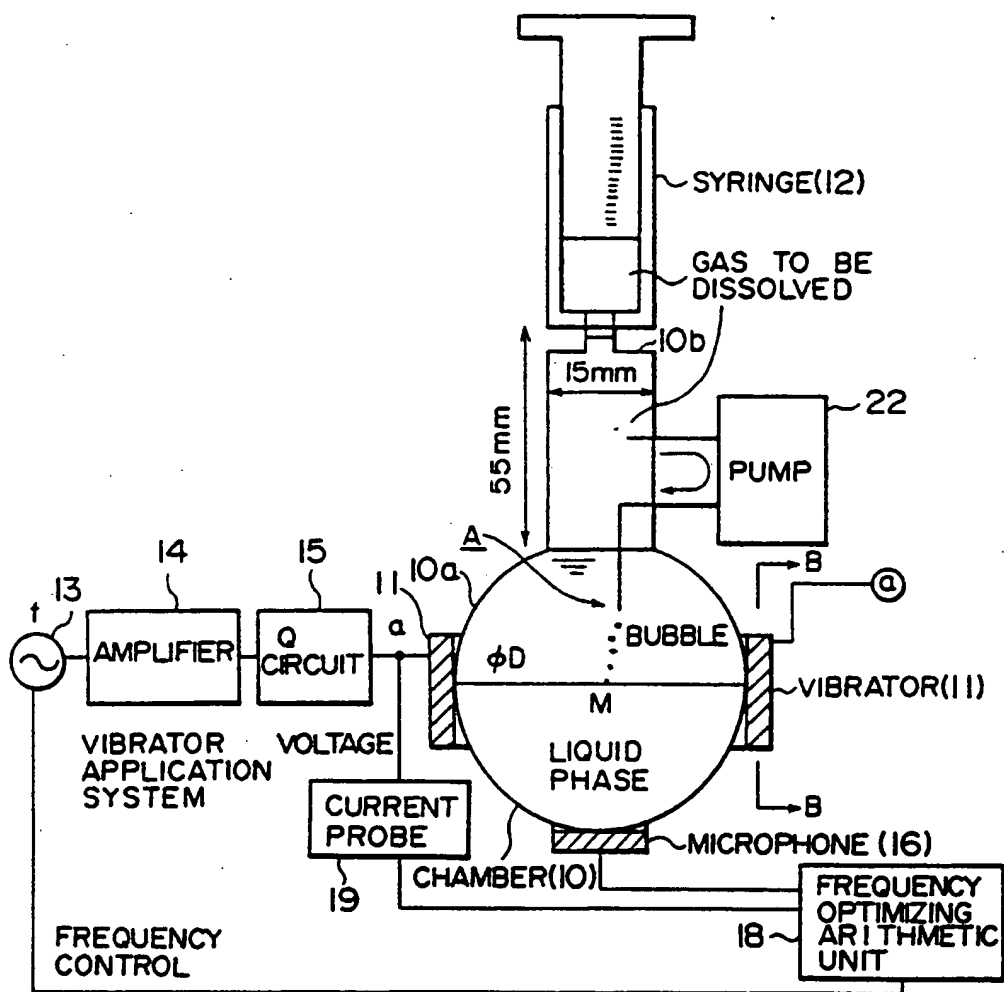 SYRINGE(12)
GAS TO BE
DISSOLVED
10b
15mm
55mm
22
PUMP
A
14
15
10a
11
B
a
f
13
AMPLIFIER
Q
CIRCUIT
a
BUBBLE
φD
M
VIBRATOR(11)
VIBRATOR
APPLICATION
SYSTEM
VOLTAGE
LIQUID
PHASE
B
CURRENT
PROBE
19
MICROPHONE (16)
CHAMBER(10)
FREQUENCY
OPTIMIZING
ARITHMETIC
UNIT
18
FREQUENCY
CONTROL